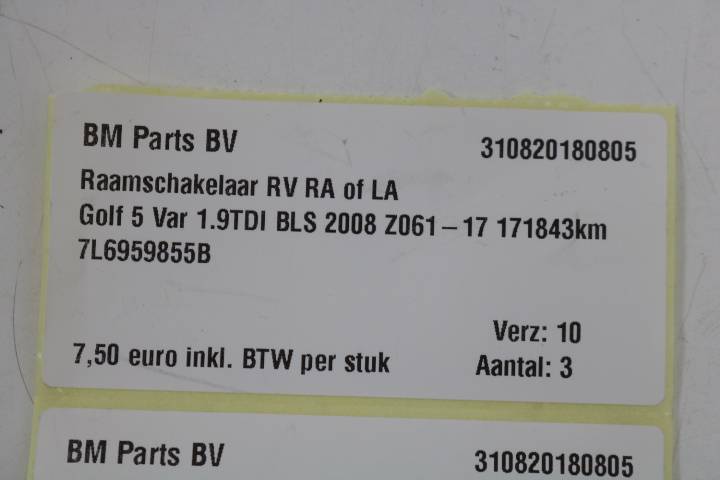 BM Parts BV 310820180805
Raamschakelaar RV RA of LA
Golf 5 Var 1.9TDI BLS 2008 Z061-17 171843km
7L6959855B
Verz: 10
7,50 euro inkl. BTW per stuk Aantal: 3
BM Parts BV 310820180805